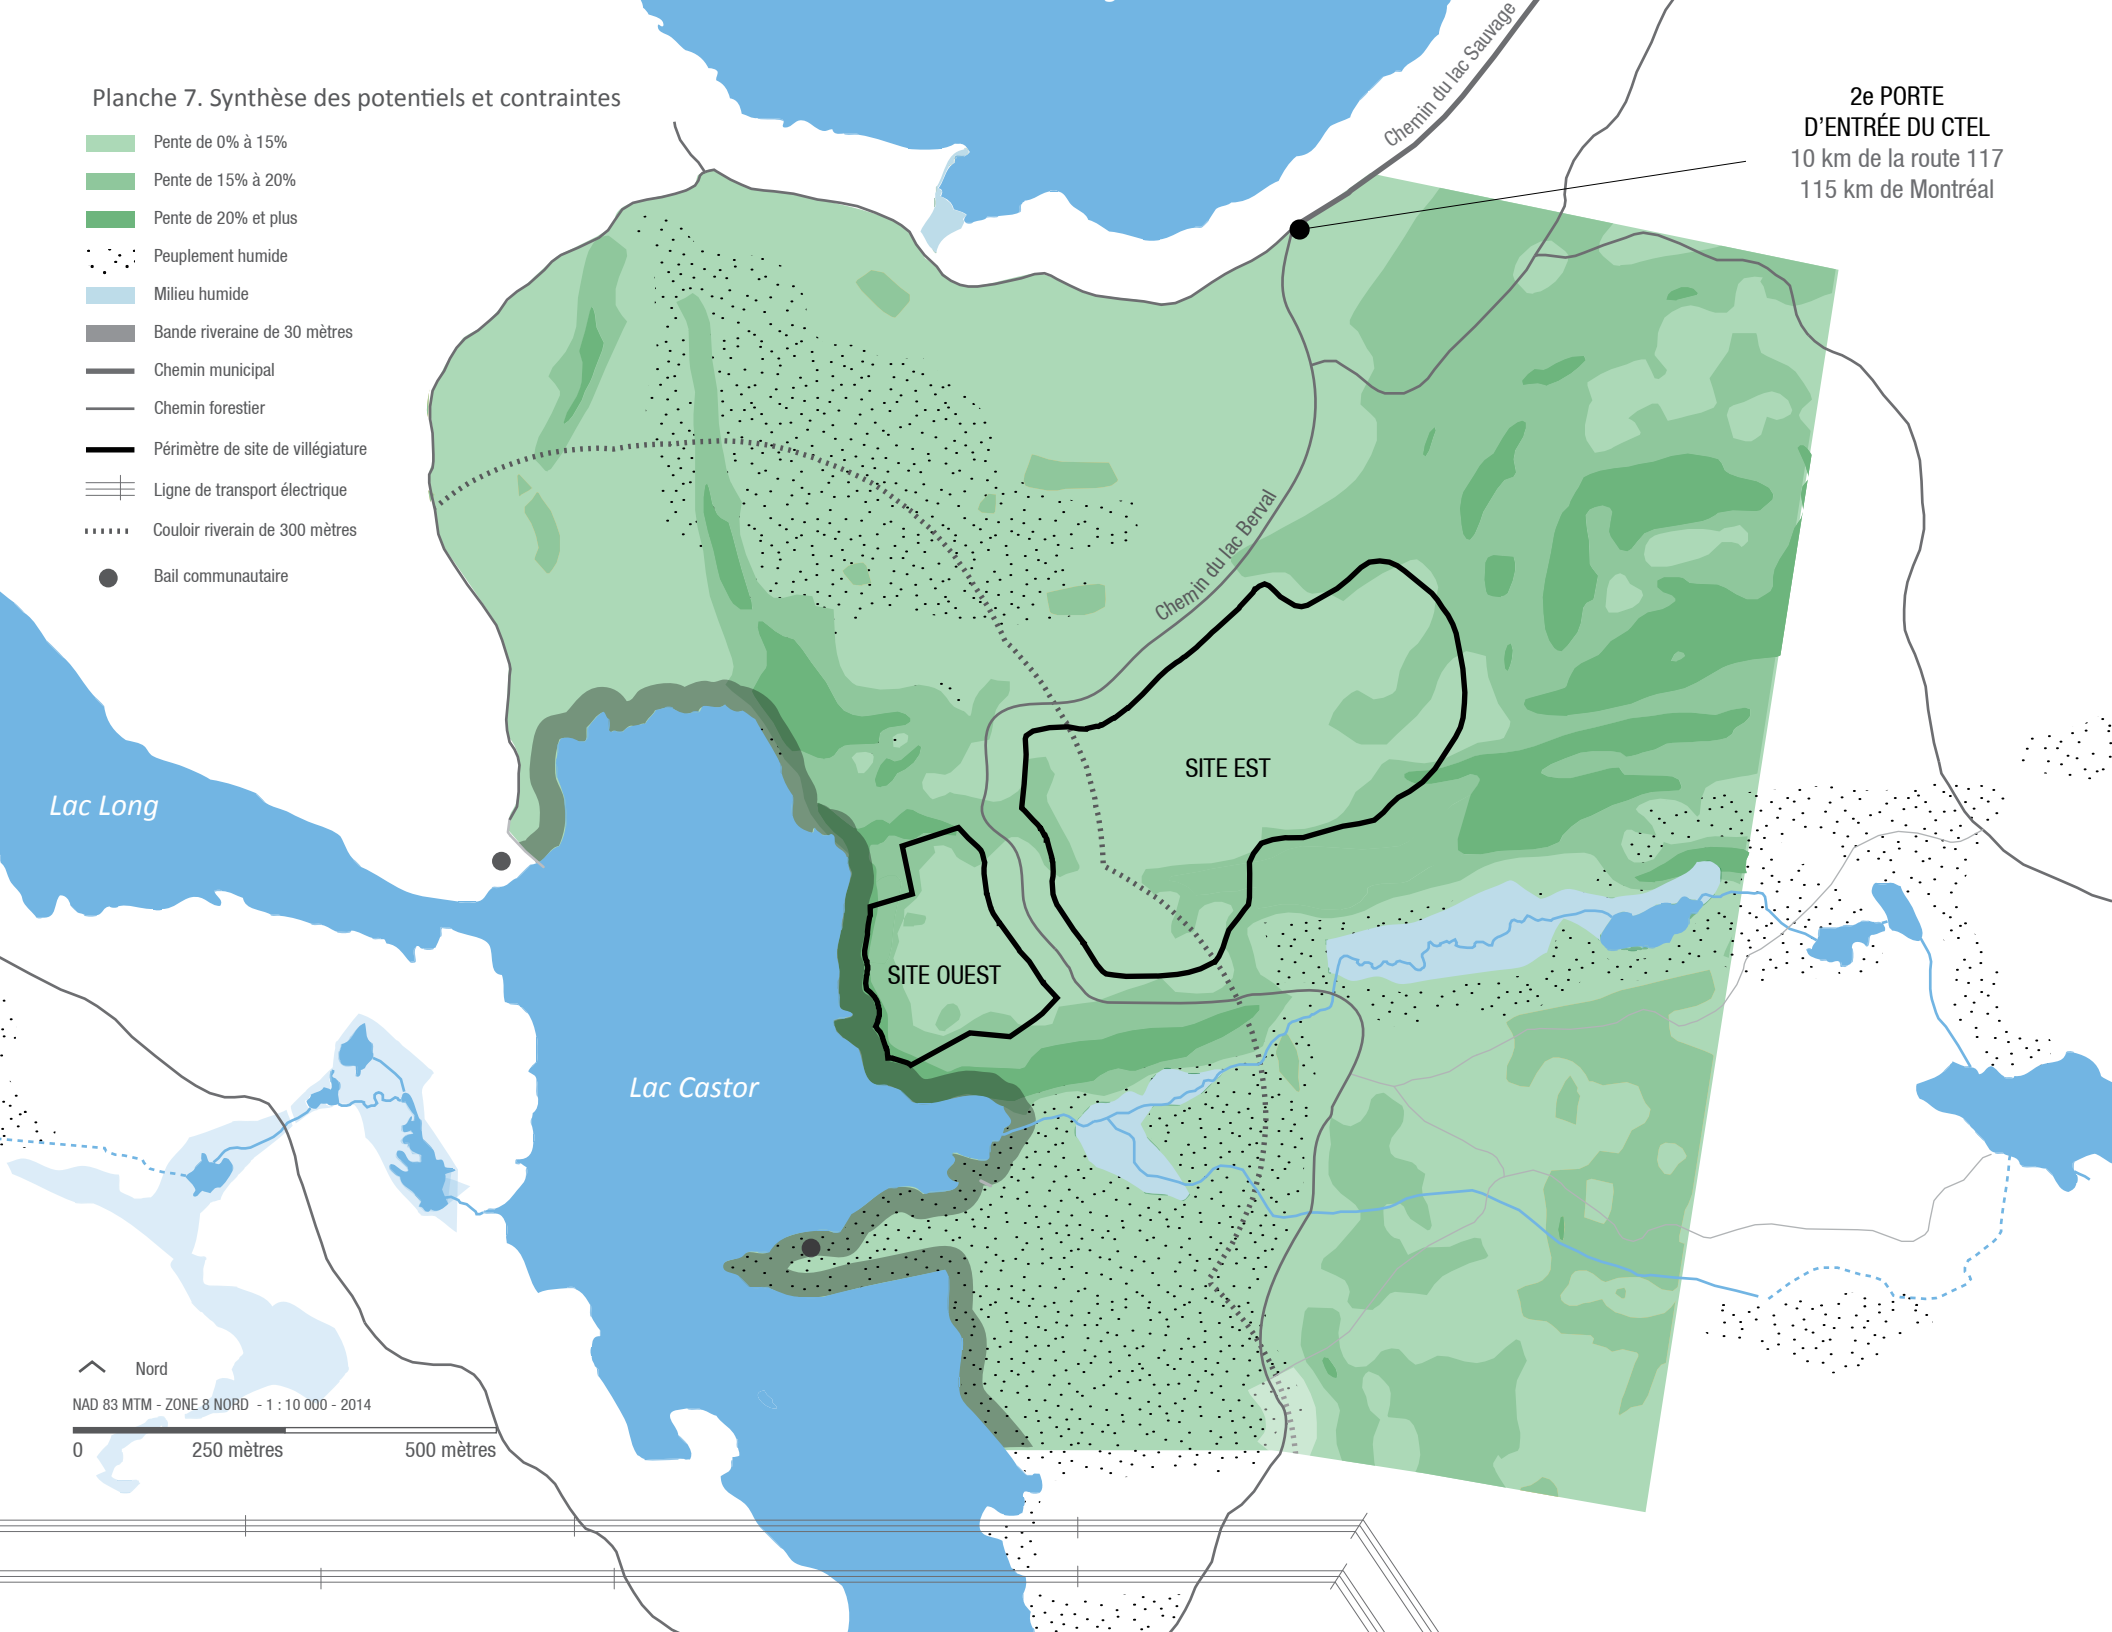 Planche 7. Synthèse des potentiels et contraintes
Pente de 0% à 15%
Pente de 15% à 20%
Pente de 20% et plus
Peuplement humide
Milieu humide
Bande riveraine de 30 mètres
Chemin municipal
Chemin forestier
Périmètre de site de villégiature
Ligne de transport électrique
Couloir riverain de 300 mètres
Bail communautaire
Chemin du lac Sauvage
2e PORTE
D'ENTRÉE DU CTEL
10 km de la route 117
115 km de Montréal
Chemin du lac Berval
SITE EST
Lac Long
SITE OUEST
Lac Castor
Nord
NAD 83 MTM - ZONE 8 NORD - 1 : 10 000 - 2014
0 250 mètres 500 mètres